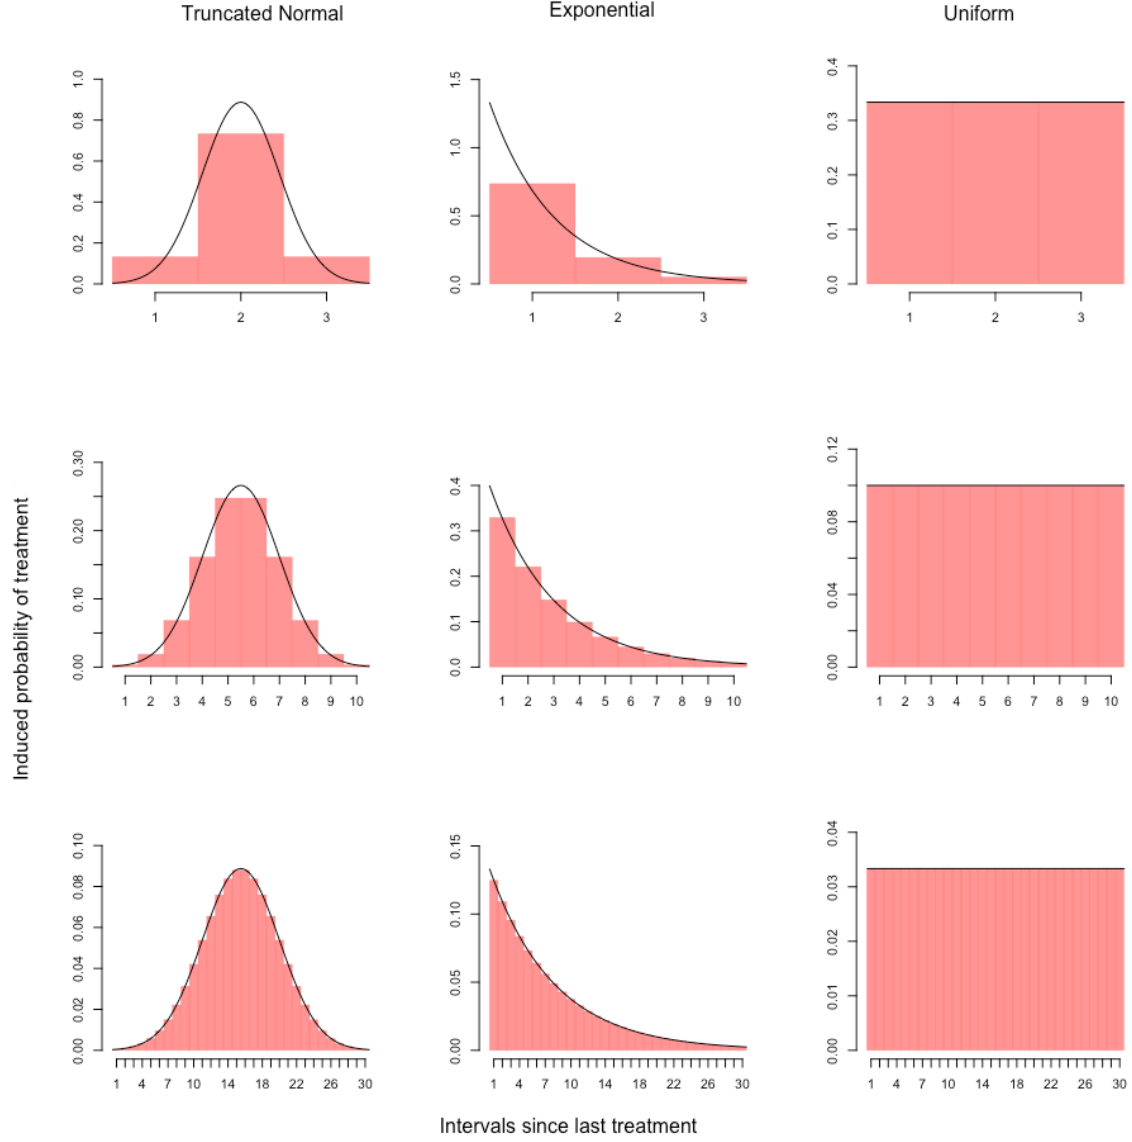 Truncated Normal
Exponential
Uniform
0.0 0.2 0.4 0.6 0.8 1.0
1 2 3
0.0 0.5 1.0 1.5
1 2 3
0.0 0.1 0.2 0.3 0.4
1 2 3
Induced probability of treatment
0.00 0.10 0.20 0.30
1 2 3 4 5 6 7 8 9 10
0.0 0.1 0.2 0.3 0.4
1 2 3 4 5 6 7 8 9 10
0.00 0.04 0.08 0.12
1 2 3 4 5 6 7 8 9 10
0.00 0.02 0.04 0.06 0.08 0.10
1 4 7 10 14 18 22 26 30
0.00 0.05 0.10 0.15
1 4 7 10 14 18 22 26 30
0.00 0.01 0.02 0.03 0.04
1 4 7 10 14 18 22 26 30
Intervals since last treatment